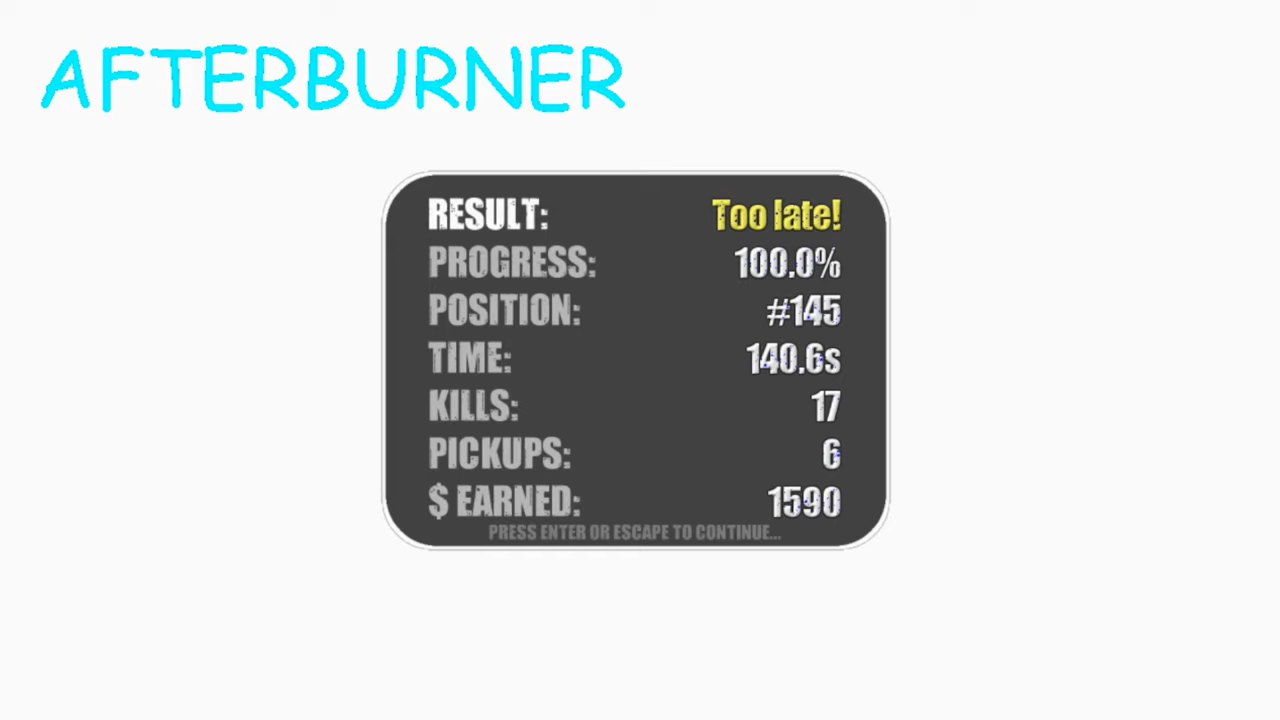 AFTERBURNER
RESULT: Too late!
PROGRESS: 100.0%
POSITION: #145
TIME: 140.6s
KILLS: 17
PICKUPS: 6
$ EARNED: 1590
PRESS ENTER OR ESCAPE TO CONTINUE...